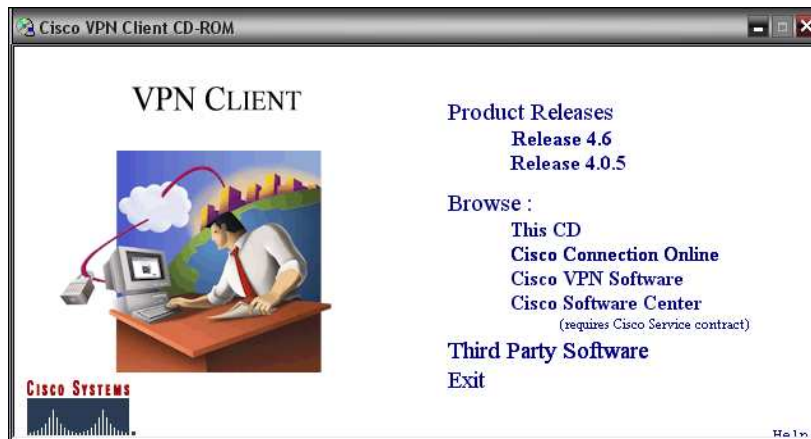 Cisco VPN Client CD-ROM
VPN CLIENT
Product Releases
Release 4.6
Release 4.0.5
Browse :
This CD
Cisco Connection Online
Cisco VPN Software
Cisco Software Center
(requires Cisco Service contract)
Third Party Software
Exit
CISCO SYSTEMS
Help